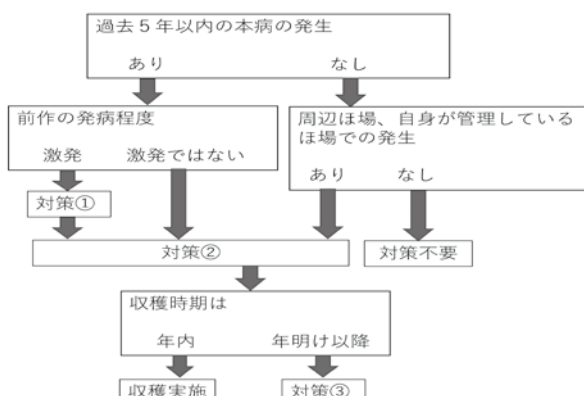 過去５年以内の本病の発生
あり　なし
前作の発病程度
激発　激発ではない
周辺ほ場、自身が管理している
ほ場での発生
あり　なし
対策①
対策②
対策不要
収穫時期は
年内　年明け以降
収穫実施
対策③